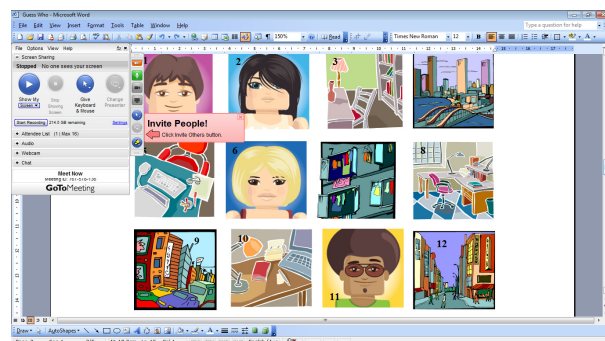 Guess Who - Microsoft Word
File Edit View Insert Format Tools Table Window Help
Type a question for help
150%
Read
Times New Roman
12
File Options View Help
Screen Sharing
Stopped No one sees your screen
Show My
Screen
Stop
Showing
Screen
Give
Keyboard
& Mouse
Change
Presenter
Start Recording 274.0 GB remaining
Settings
Attendee List (1 | Max 16)
Audio
Webcam
Chat
Meet Now
GoToMeeting
Invite People!
Click Invite Others button.
1
2
3
6
7
8
9
10
11
12
Draw AutoShapes